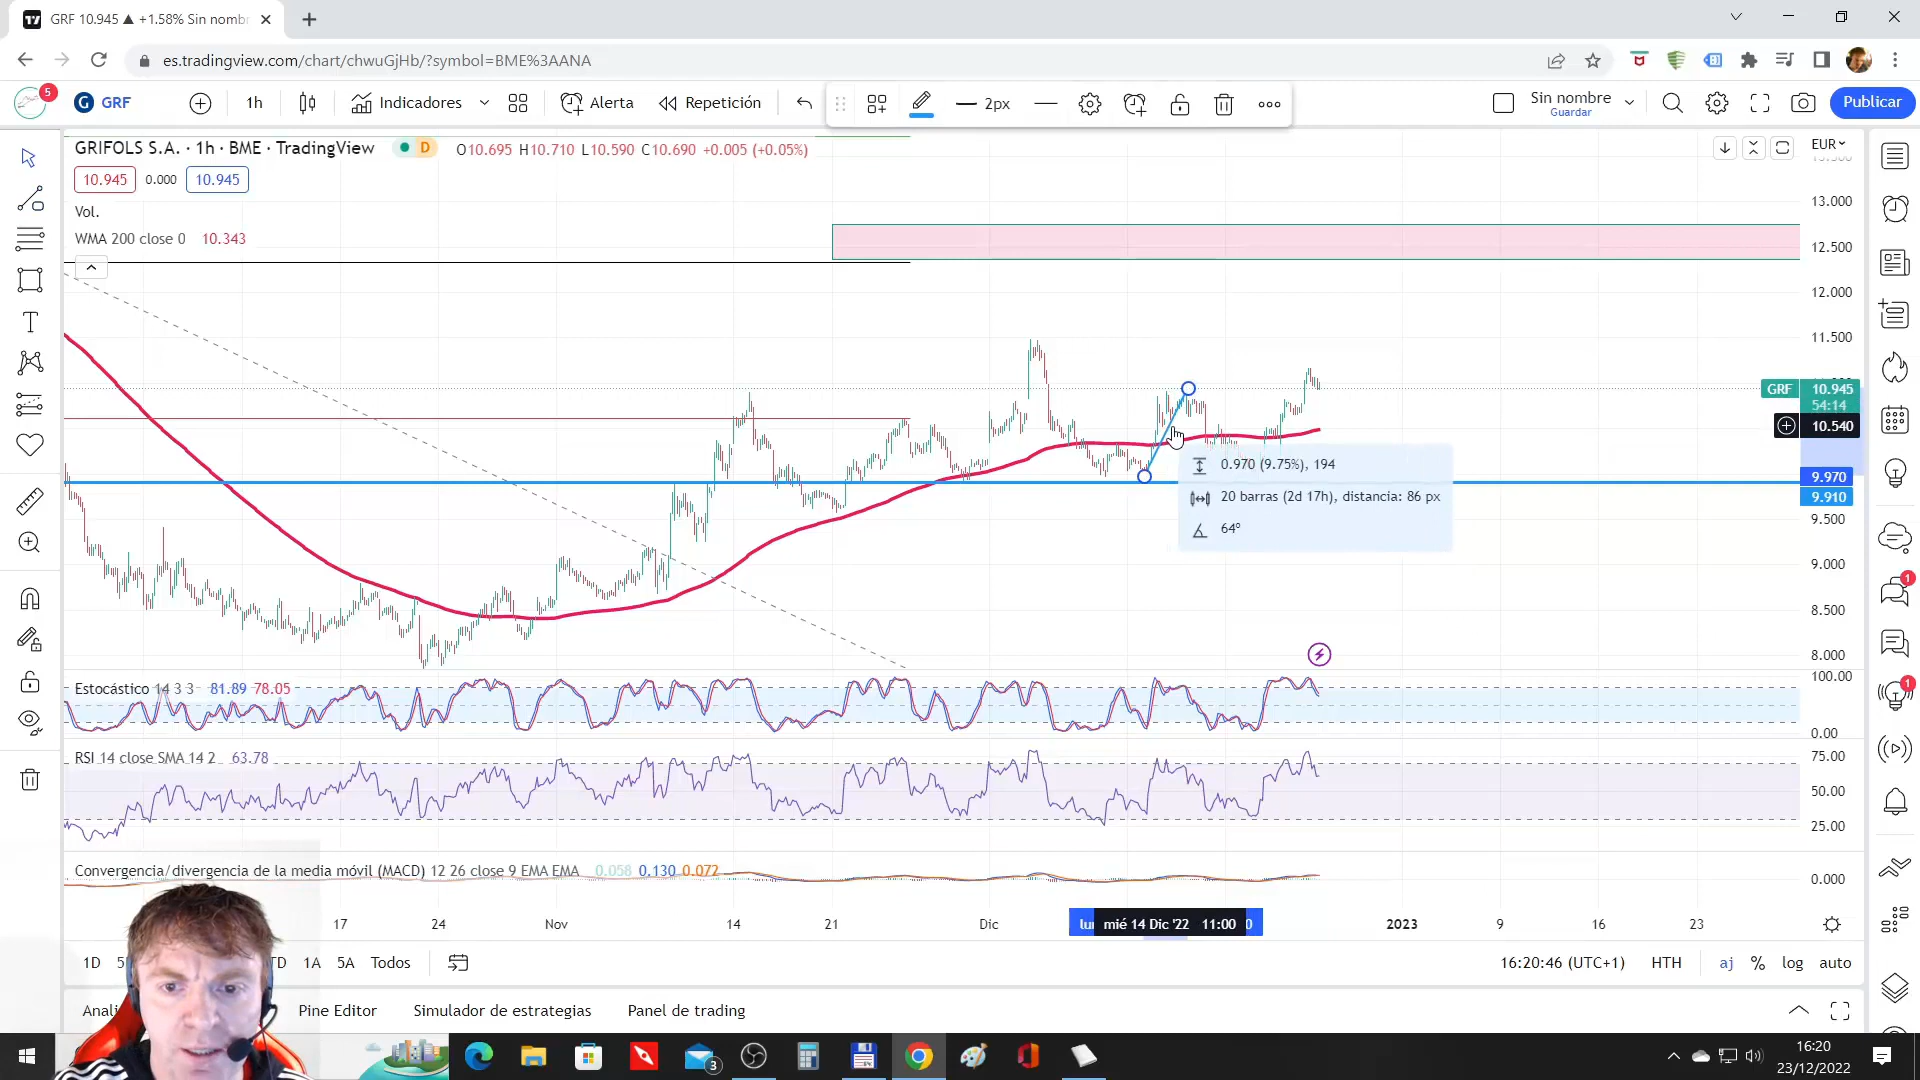 GRF 10.945 ▲ +1.58% Sin nombr
es.tradingview.com/chart/chwuGjHb/?symbol=BME%3AANA
5
GRF
1h
Indicadores
Alerta
Repetición
2px
Sin nombre
Guardar
Publicar
GRIFOLS S.A. · 1h · BME · TradingView
D
O10.695 H10.710 L10.590 C10.690 +0.005 (+0.05%)
EUR
10.945
0.000
10.945
Vol.
WMA 200 close 0 10.343
13.000
12.500
12.000
11.500
GRF 10.945
54:14
10.540
9.970
9.910
9.500
9.000
8.500
8.000
0.970 (9.75%), 194
20 barras (2d 17h), distancia: 86 px
64º
Estocástico 14 3 3 81.89 78.05
100.00
0.00
RSI 14 close SMA 14 2 63.78
75.00
50.00
25.00
Convergencia/divergencia de la media móvil (MACD) 12 26 close 9 EMA EMA 0.058 0.130 0.072
0.000
17
24
Nov
14
21
Dic
mié 14 Dic '22 11:00
2023
9
16
23
1D
1A
5A
Todos
16:20:46 (UTC+1)
HTH
aj
%
log
auto
Pine Editor
Simulador de estrategias
Panel de trading
1
1
3
16:20
23/12/2022